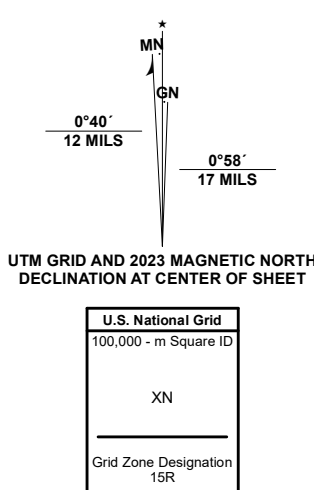 MN
GN
0°40´
12 MILS
0°58´
17 MILS
UTM GRID AND 2023 MAGNETIC NORTH
DECLINATION AT CENTER OF SHEET
U.S. National Grid
100,000 - m Square ID
XN
Grid Zone Designation
15R